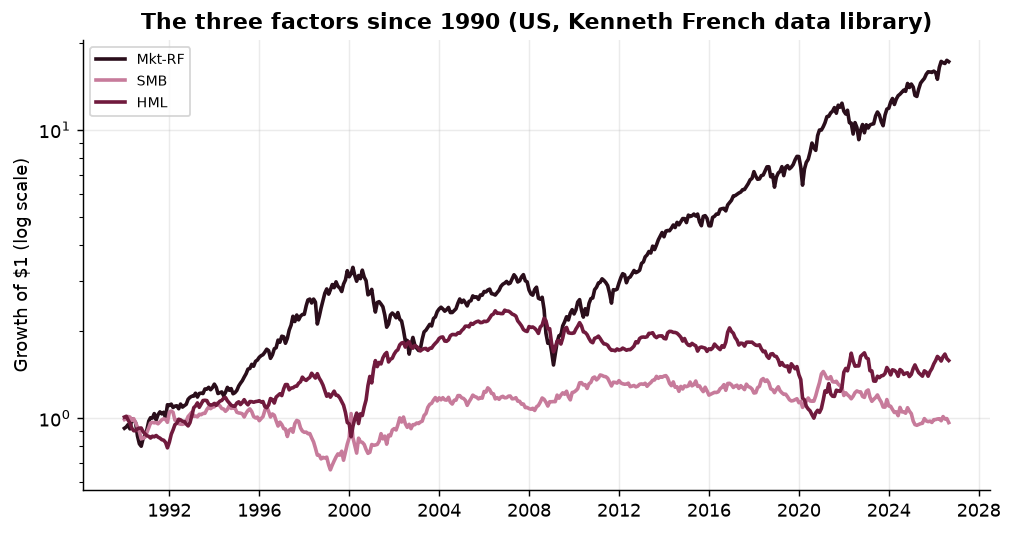 The three factors since 1990 (US, Kenneth French data library)
Mkt-RF
SMB
HML
Growth of $1 (log scale)
10¹
10⁰
1992 1996 2000 2004 2008 2012 2016 2020 2024 2028